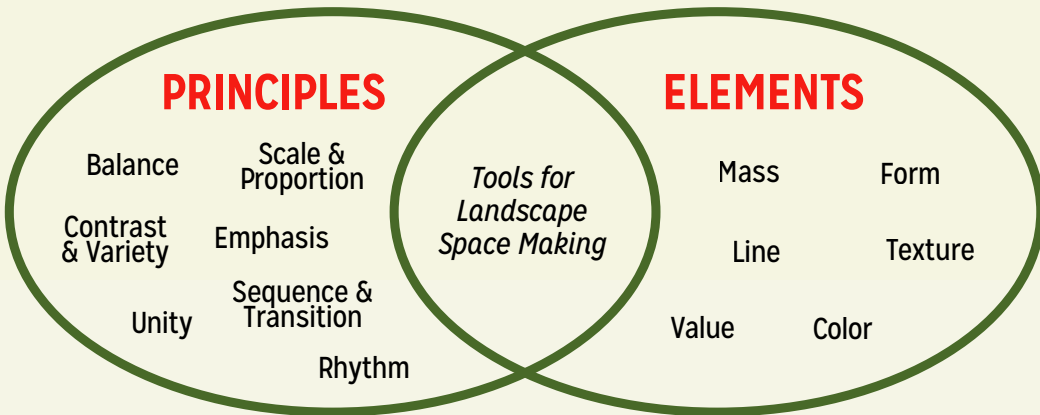 PRINCIPLES
Balance
Scale &
Proportion
Contrast
& Variety
Emphasis
Sequence &
Transition
Unity
Rhythm
Tools for
Landscape
Space Making
ELEMENTS
Mass
Form
Line
Texture
Value
Color